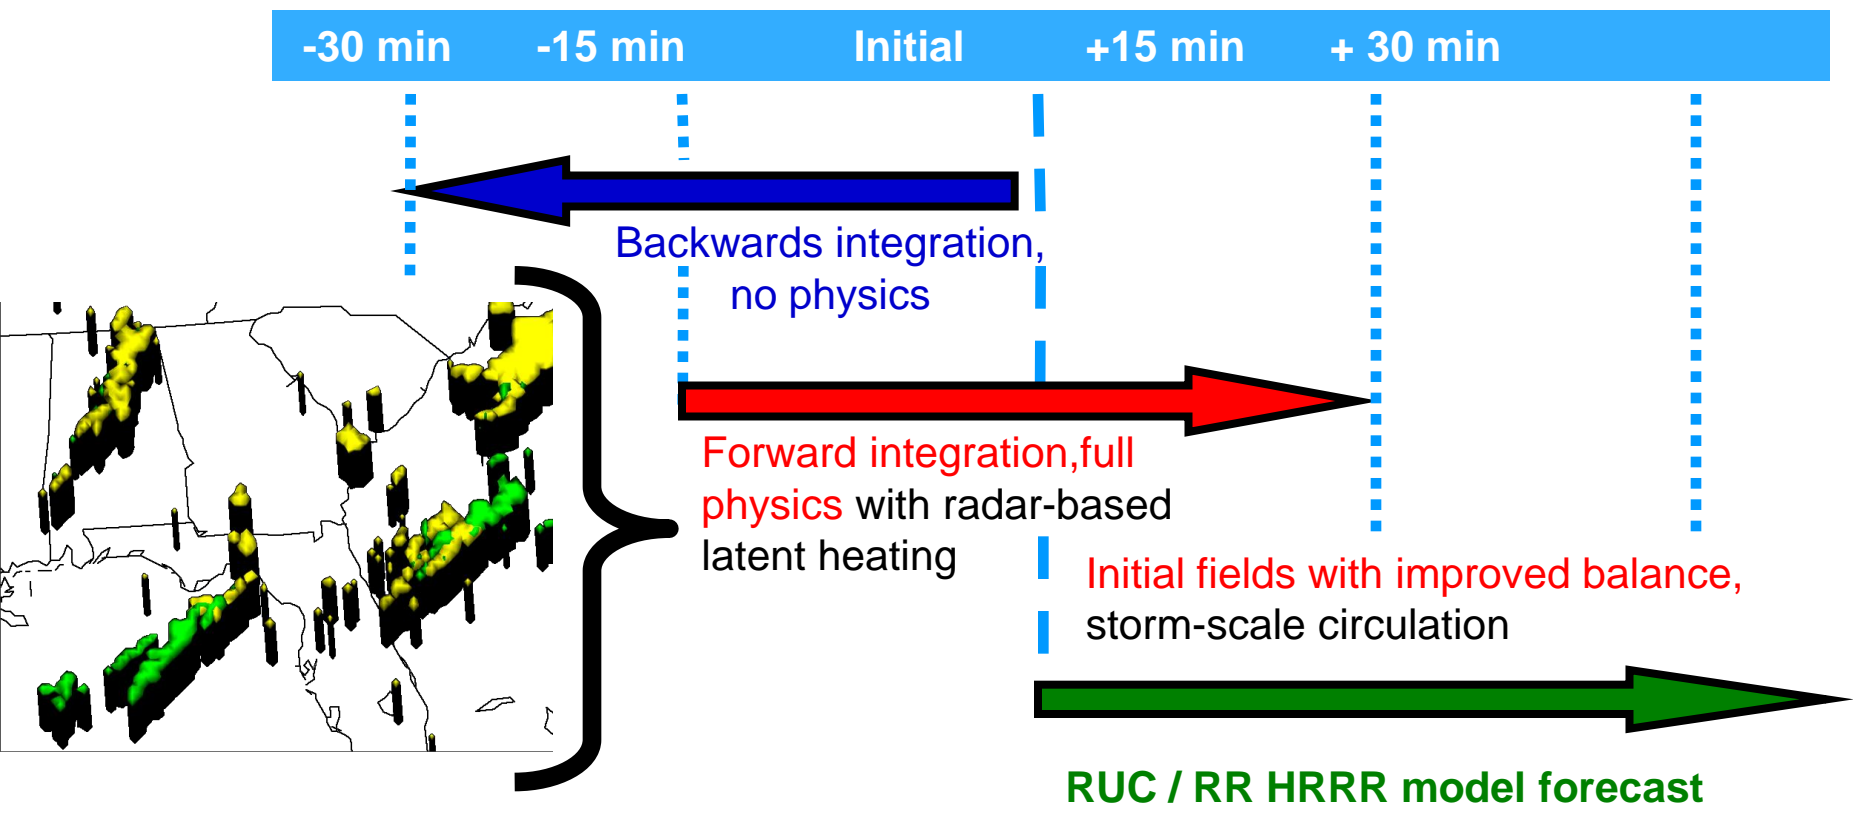 -30 min -15 min Initial +15 min + 30 min
Backwards integration,
no physics
Forward integration,full
physics with radar-based
latent heating
Initial fields with improved balance,
storm-scale circulation
RUC / RR HRRR model forecast